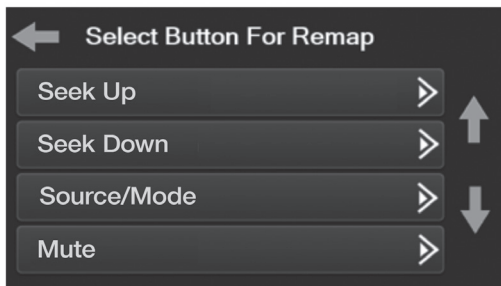 Select Button For Remap
Seek Up
Seek Down
Source/Mode
Mute